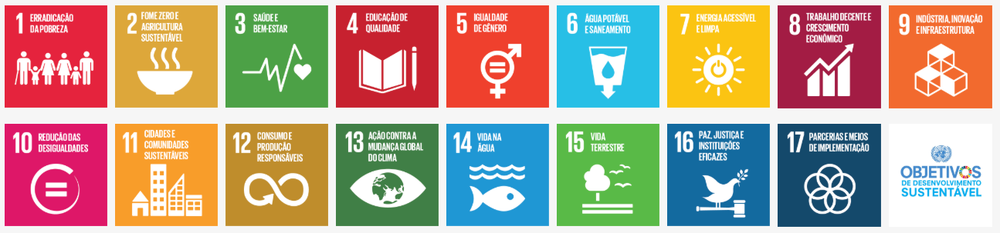 1 ERRADICAÇÃO
DA POBREZA
2 FOME ZERO E
AGRICULTURA
SUSTENTÁVEL
3 SAÚDE E
BEM-ESTAR
4 EDUCAÇÃO DE
QUALIDADE
5 IGUALDADE
DE GÊNERO
6 ÁGUA POTÁVEL
E SANEAMENTO
7 ENERGIA ACESSÍVEL
E LIMPA
8 TRABALHO DECENTE E
CRESCIMENTO
ECONÔMICO
9 INDÚSTRIA, INOVAÇÃO
E INFRAESTRUTURA
10 REDUÇÃO DAS
DESIGUALDADES
11 CIDADES E
COMUNIDADES
SUSTENTÁVEIS
12 CONSUMO E
PRODUÇÃO
RESPONSÁVEIS
13 AÇÃO CONTRA A
MUDANÇA GLOBAL
DO CLIMA
14 VIDA NA
ÁGUA
15 VIDA
TERRESTRE
16 PAZ, JUSTIÇA E
INSTITUIÇÕES
EFICAZES
17 PARCERIAS E MEIOS
DE IMPLEMENTAÇÃO
OBJETIVOS
DE DESENVOLVIMENTO
SUSTENTÁVEL